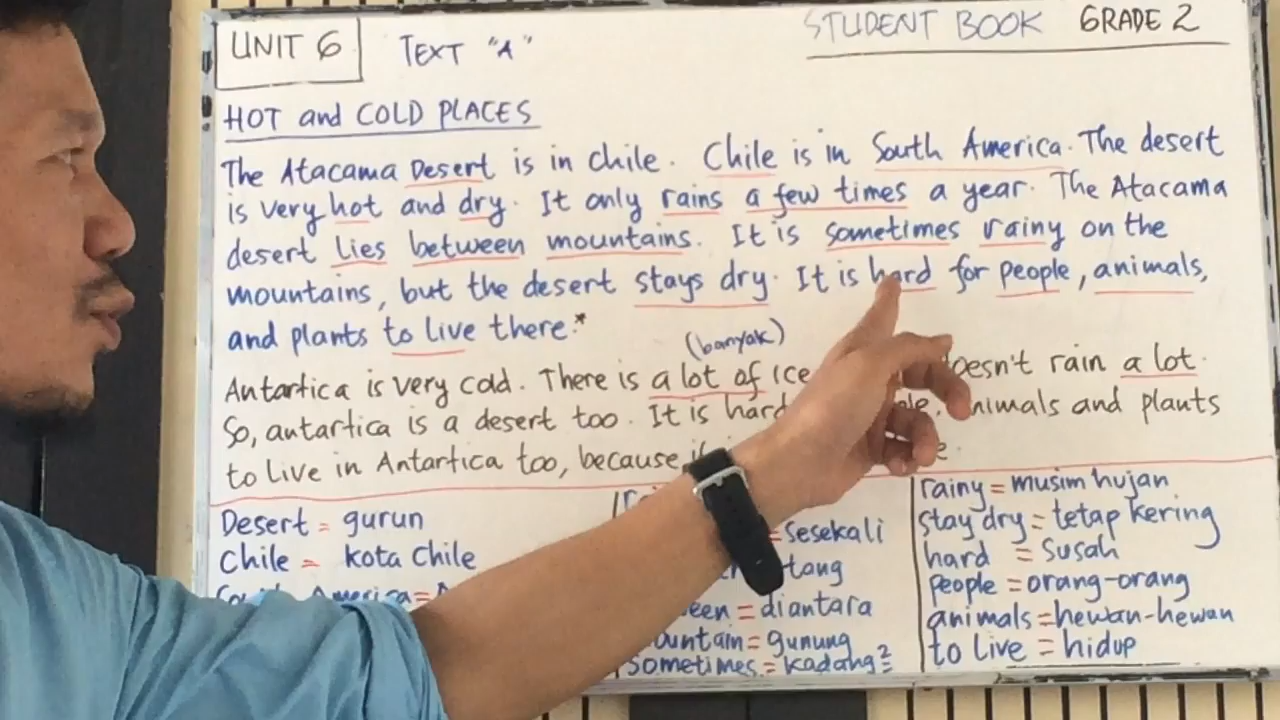 UNIT 6
TEXT "A"
STUDENT BOOK GRADE 2
HOT and COLD PLACES
The Atacama Desert is in chile. Chile is in South America. The desert
is very hot and dry. It only rains a few times a year. The Atacama
desert lies between mountains. It is sometimes rainy on the
mountains, but the desert stays dry. It is hard for people, animals,
and plants to live there.*
(banyak)
Antartica is very cold. There is a lot of ice rain a lot.
So, antartica is a desert too. It is hard animals and plants
to live in Antartica too, because
Desert = gurun
Chile = kota Chile
America =
= sesekali
= diantara
= gunung
Sometimes = kadang2
rainy = musim hujan
stay dry = tetap kering
hard = susah
people = orang-orang
animals = hewan-hewan
to live = hidup